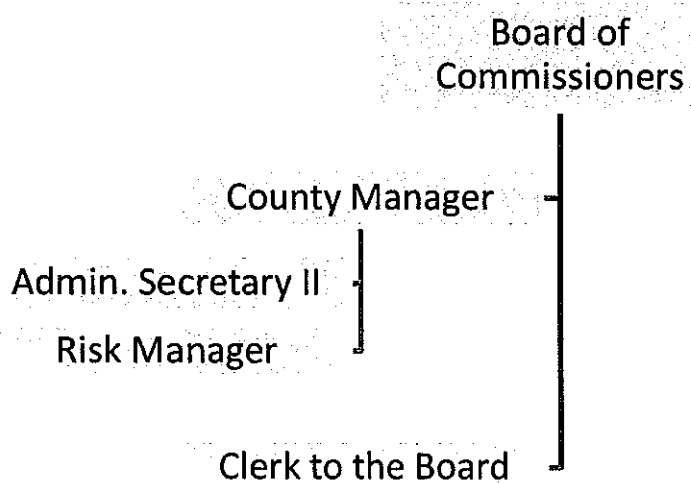 Board of
Commissioners
County Manager
Admin. Secretary II
Risk Manager
Clerk to the Board